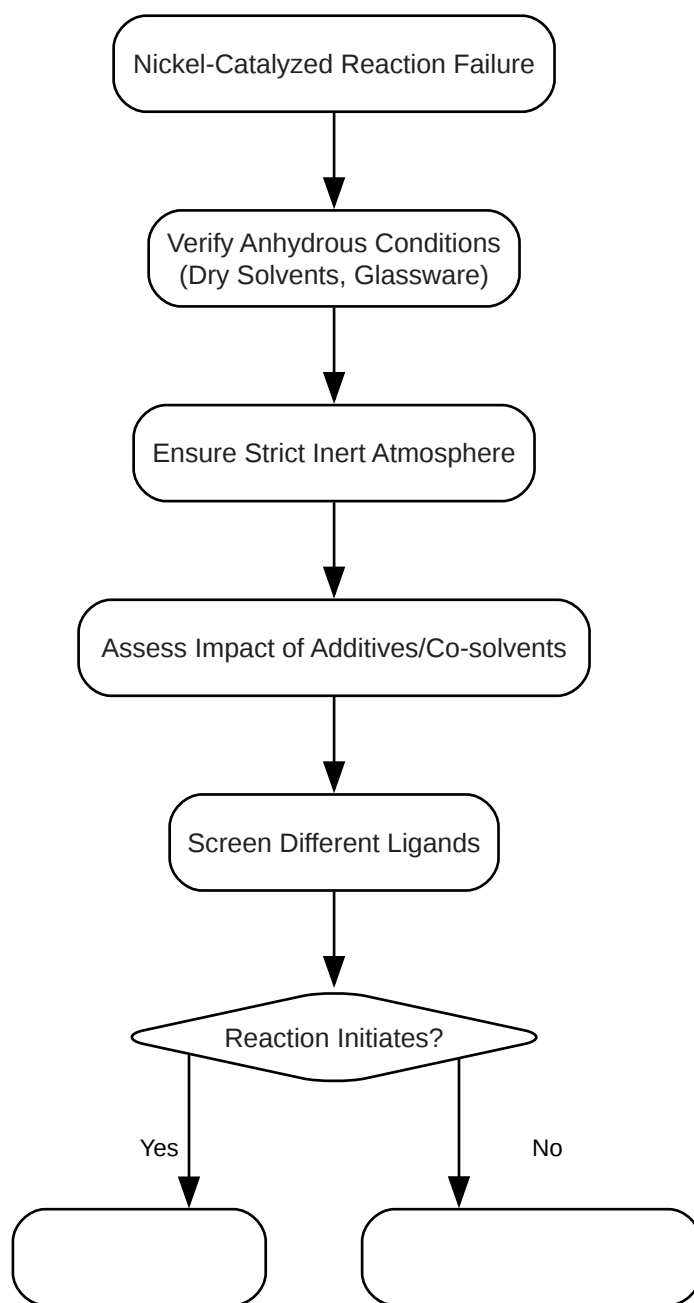 Nickel-Catalyzed Reaction Failure
Verify Anhydrous Conditions
(Dry Solvents, Glassware)
Ensure Strict Inert Atmosphere
Assess Impact of Additives/Co-solvents
Screen Different Ligands
Reaction Initiates?
Yes
No